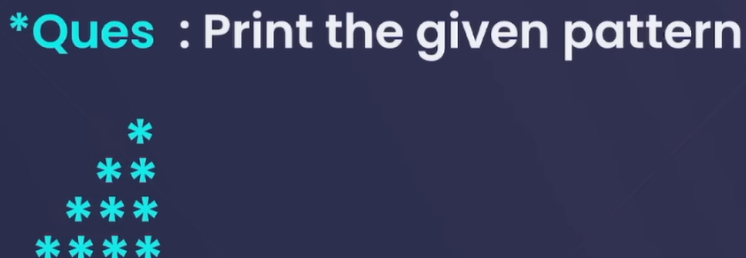 *Ques : Print the given pattern
*
* *
* * *
* * * *